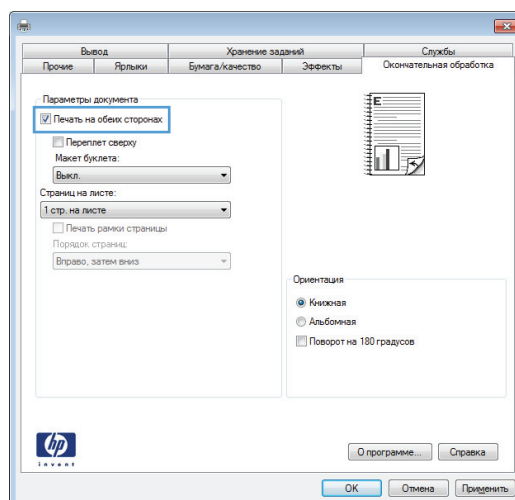 Вывод Хранение заданий Службы
Прочие Ярлыки Бумага/качество Эффекты Окончательная обработка
Параметры документа
Печать на обеих сторонах
Переплет сверху
Макет буклета:
Выкл.
Страниц на листе:
1 стр. на листе
Печать рамки страницы
Порядок страниц:
Вправо, затем вниз
E
Ориентация
Книжная
Альбомная
Поворот на 180 градусов
hp
invent
О программе... Справка
OK Отмена Применить